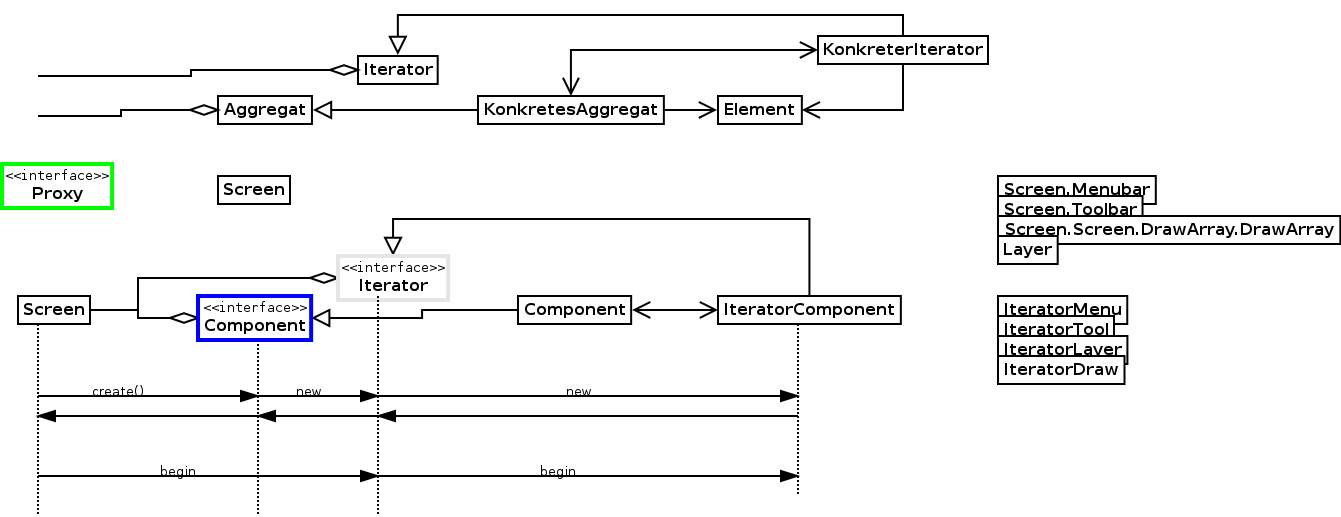 KonkreterIterator
Iterator
Aggregat
KonkretesAggregat
Element
<<interface>>
Proxy
Screen
Screen.Menubar
Screen.Toolbar
Screen.Screen.DrawArray.DrawArray
Layer
<<interface>>
Iterator
Screen
<<interface>>
Component
Component
IteratorComponent
IteratorMenu
IteratorTool
IteratorLayer
IteratorDraw
create()
new
new
begin
begin